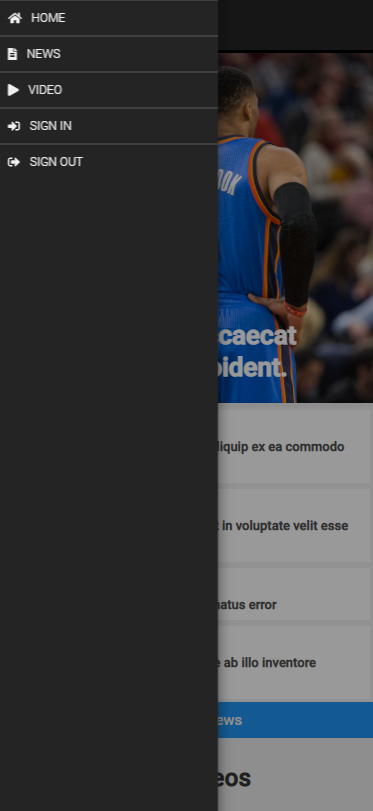 HOME
NEWS
VIDEO
SIGN IN
SIGN OUT
OOK
caecat
oident.
liquip ex ea commodo
t in voluptate velit esse
natus error
e ab illo inventore
ews
eos